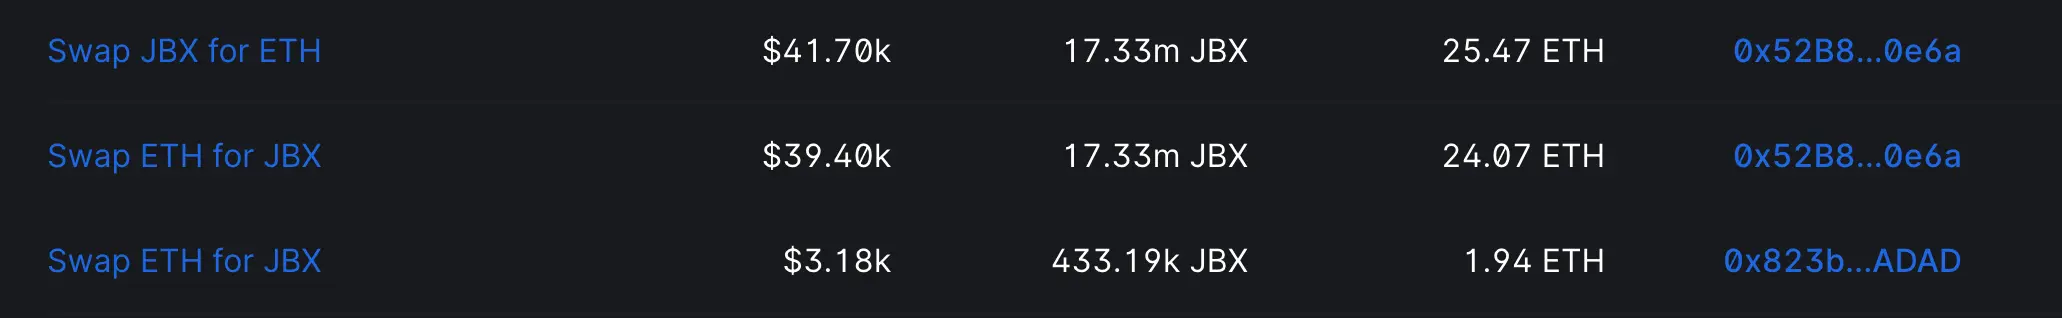 Swap JBX for ETH $41.70k 17.33m JBX 25.47 ETH 0x52B8...0e6a
Swap ETH for JBX $39.40k 17.33m JBX 24.07 ETH 0x52B8...0e6a
Swap ETH for JBX $3.18k 433.19k JBX 1.94 ETH 0x823b...ADAD